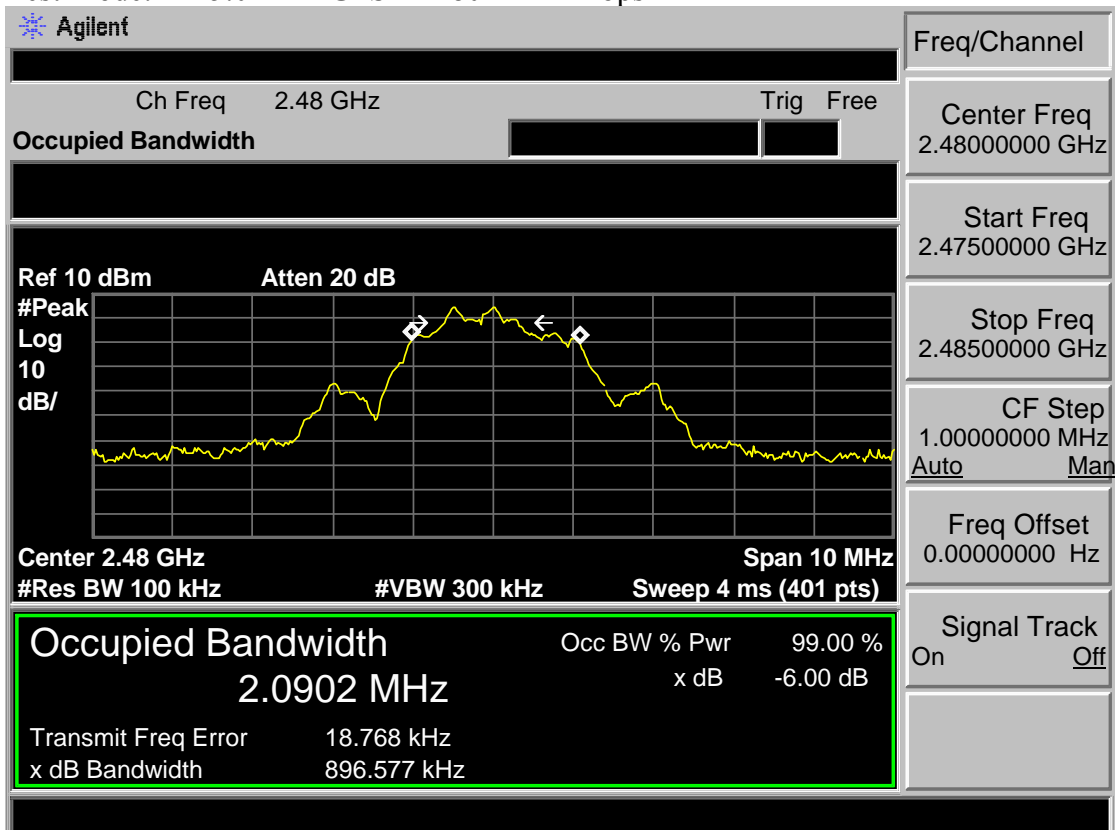 Agilent
Freq/Channel
Ch Freq 2.48 GHz Trig Free
Occupied Bandwidth
Center Freq
2.48000000 GHz
Start Freq
2.47500000 GHz
Stop Freq
2.48500000 GHz
CF Step
1.00000000 MHz
Auto Man
Freq Offset
0.00000000 Hz
Signal Track
On Off
Ref 10 dBm Atten 20 dB
#Peak
Log
10
dB/
Center 2.48 GHz Span 10 MHz
#Res BW 100 kHz #VBW 300 kHz Sweep 4 ms (401 pts)
Occupied Bandwidth Occ BW % Pwr 99.00 %
2.0902 MHz x dB -6.00 dB
Transmit Freq Error 18.768 kHz
x dB Bandwidth 896.577 kHz